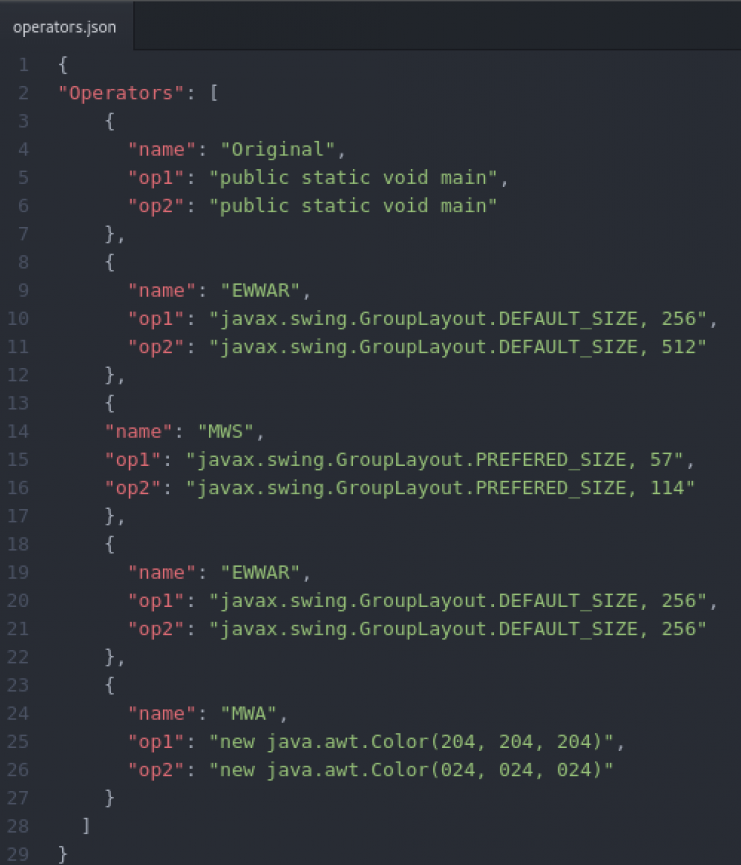 operators.json
1 {
2 "Operators": [
3 {
4 "name": "Original",
5 "op1": "public static void main",
6 "op2": "public static void main"
7 },
8 {
9 "name": "EWWAR",
10 "op1": "javax.swing.GroupLayout.DEFAULT_SIZE, 256",
11 "op2": "javax.swing.GroupLayout.DEFAULT_SIZE, 512"
12 },
13 {
14 "name": "MWS",
15 "op1": "javax.swing.GroupLayout.PREFERED_SIZE, 57",
16 "op2": "javax.swing.GroupLayout.PREFERED_SIZE, 114"
17 },
18 {
19 "name": "EWWAR",
20 "op1": "javax.swing.GroupLayout.DEFAULT_SIZE, 256",
21 "op2": "javax.swing.GroupLayout.DEFAULT_SIZE, 256"
22 },
23 {
24 "name": "MWA",
25 "op1": "new java.awt.Color(204, 204, 204)",
26 "op2": "new java.awt.Color(024, 024, 024)"
27 }
28 ]
29 }